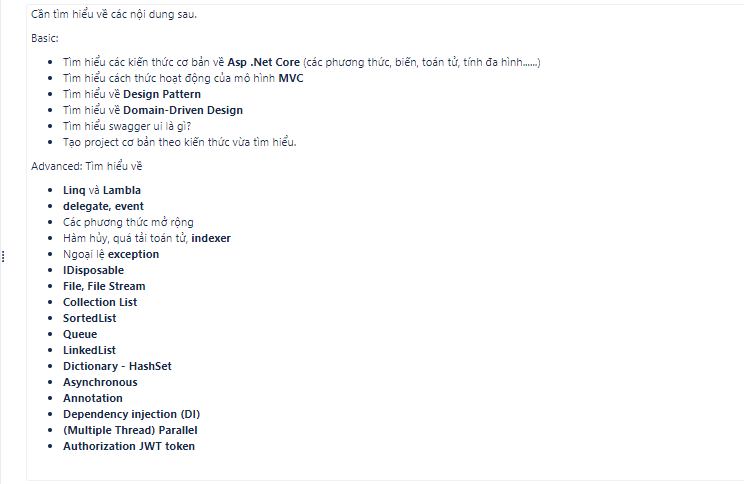 Cần tìm hiểu về các nội dung sau.
Basic:
Tìm hiểu các kiến thức cơ bản về Asp .Net Core (các phương thức, biến, toán tử, tính đa hình......)
Tìm hiểu cách thức hoạt động của mô hình MVC
Tìm hiểu về Design Pattern
Tìm hiểu về Domain-Driven Design
Tìm hiểu swagger ui là gì?
Tạo project cơ bản theo kiến thức vừa tìm hiểu.
Advanced: Tìm hiểu về
Linq và Lambla
delegate, event
Các phương thức mở rộng
Hàm hủy, quá tải toán tử, indexer
Ngoại lệ exception
IDisposable
File, File Stream
Collection List
SortedList
Queue
LinkedList
Dictionary - HashSet
Asynchronous
Annotation
Dependency injection (DI)
(Multiple Thread) Parallel
Authorization JWT token